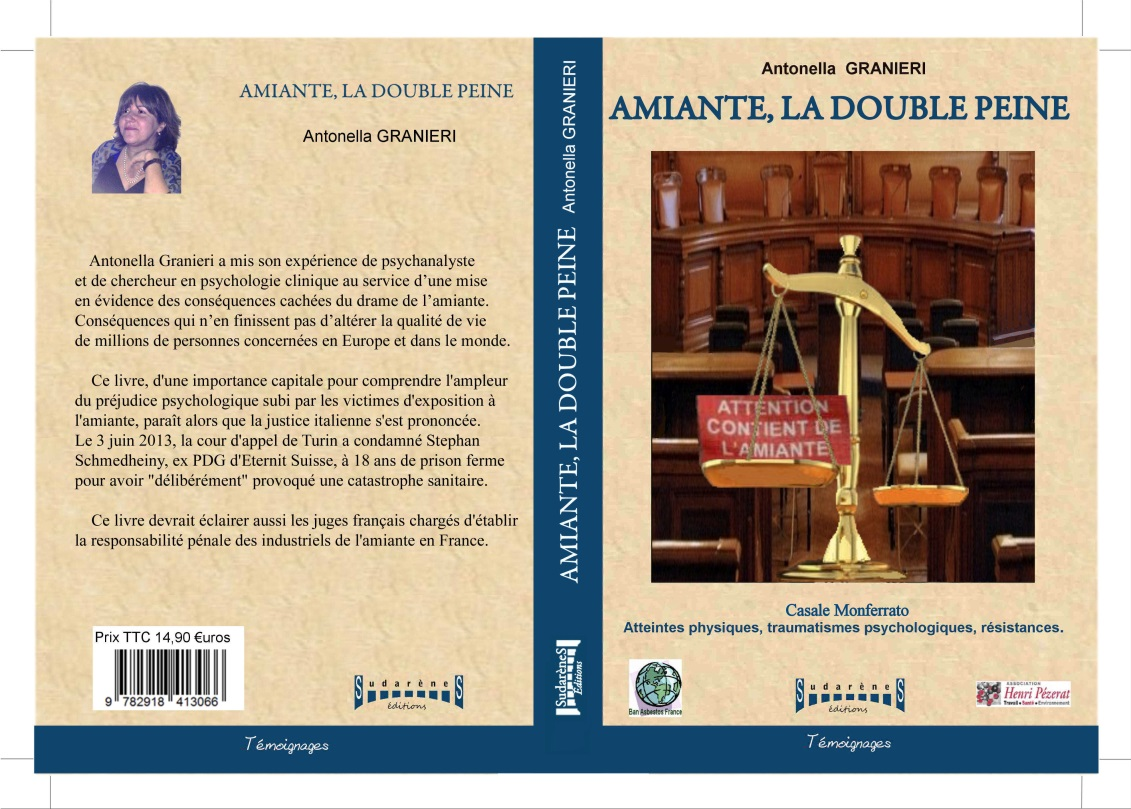 AMIANTE, LA DOUBLE PEINE
Antonella GRANIERI
Antonella Granieri a mis son expérience de psychanalyste
et de chercheur en psychologie clinique au service d’une mise
en évidence des conséquences cachées du drame de l’amiante.
Conséquences qui n’en finissent pas d’altérer la qualité de vie
de millions de personnes concernées en Europe et dans le monde.
Ce livre, d'une importance capitale pour comprendre l'ampleur
du préjudice psychologique subi par les victimes d'exposition à
l'amiante, paraît alors que la justice italienne s'est prononcée.
Le 3 juin 2013, la cour d'appel de Turin a condamné Stephan
Schmedheiny, ex PDG d'Eternit Suisse, à 18 ans de prison ferme
pour avoir "délibérément" provoqué une catastrophe sanitaire.
Ce livre devrait éclairer aussi les juges français chargés d'établir
la responsabilité pénale des industriels de l'amiante en France.
Prix TTC 14,90 €uros
9 782918 413066
SudarèneS
éditions
Témoignages
AMIANTE, LA DOUBLE PEINE Antonella GRANIERI
SudarèneS
Editions
Antonella GRANIERI
AMIANTE, LA DOUBLE PEINE
ATTENTION
CONTIENT DE
L'AMIANTE
Casale Monferrato
Atteintes physiques, traumatismes psychologiques, résistances.
Ban Asbestos France
SudarèneS
éditions
ASSOCIATION
Henri Pézerat
Travail • Santé • Environnement
Témoignages